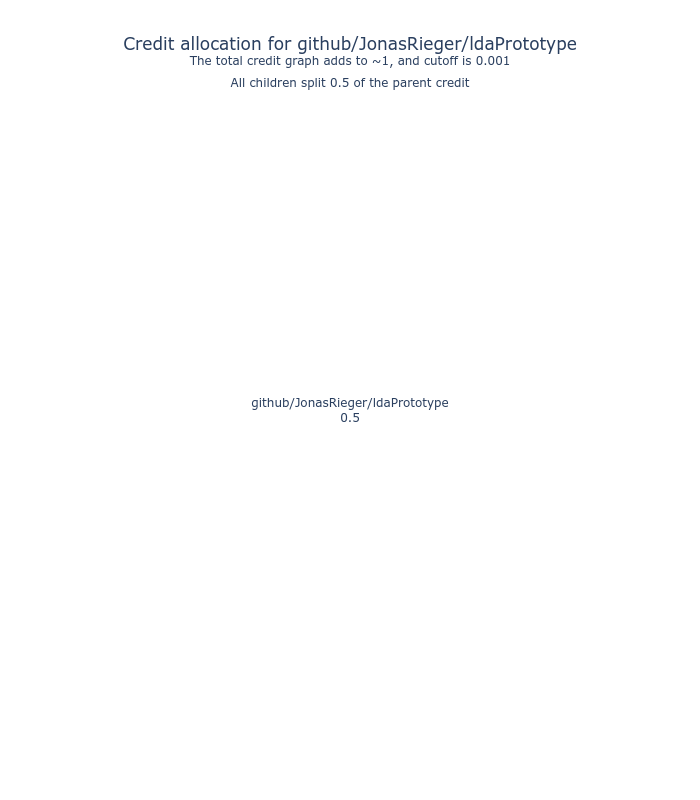 Credit allocation for github/JonasRieger/ldaPrototype
The total credit graph adds to ~1, and cutoff is 0.001
All children split 0.5 of the parent credit
github/JonasRieger/ldaPrototype
0.5